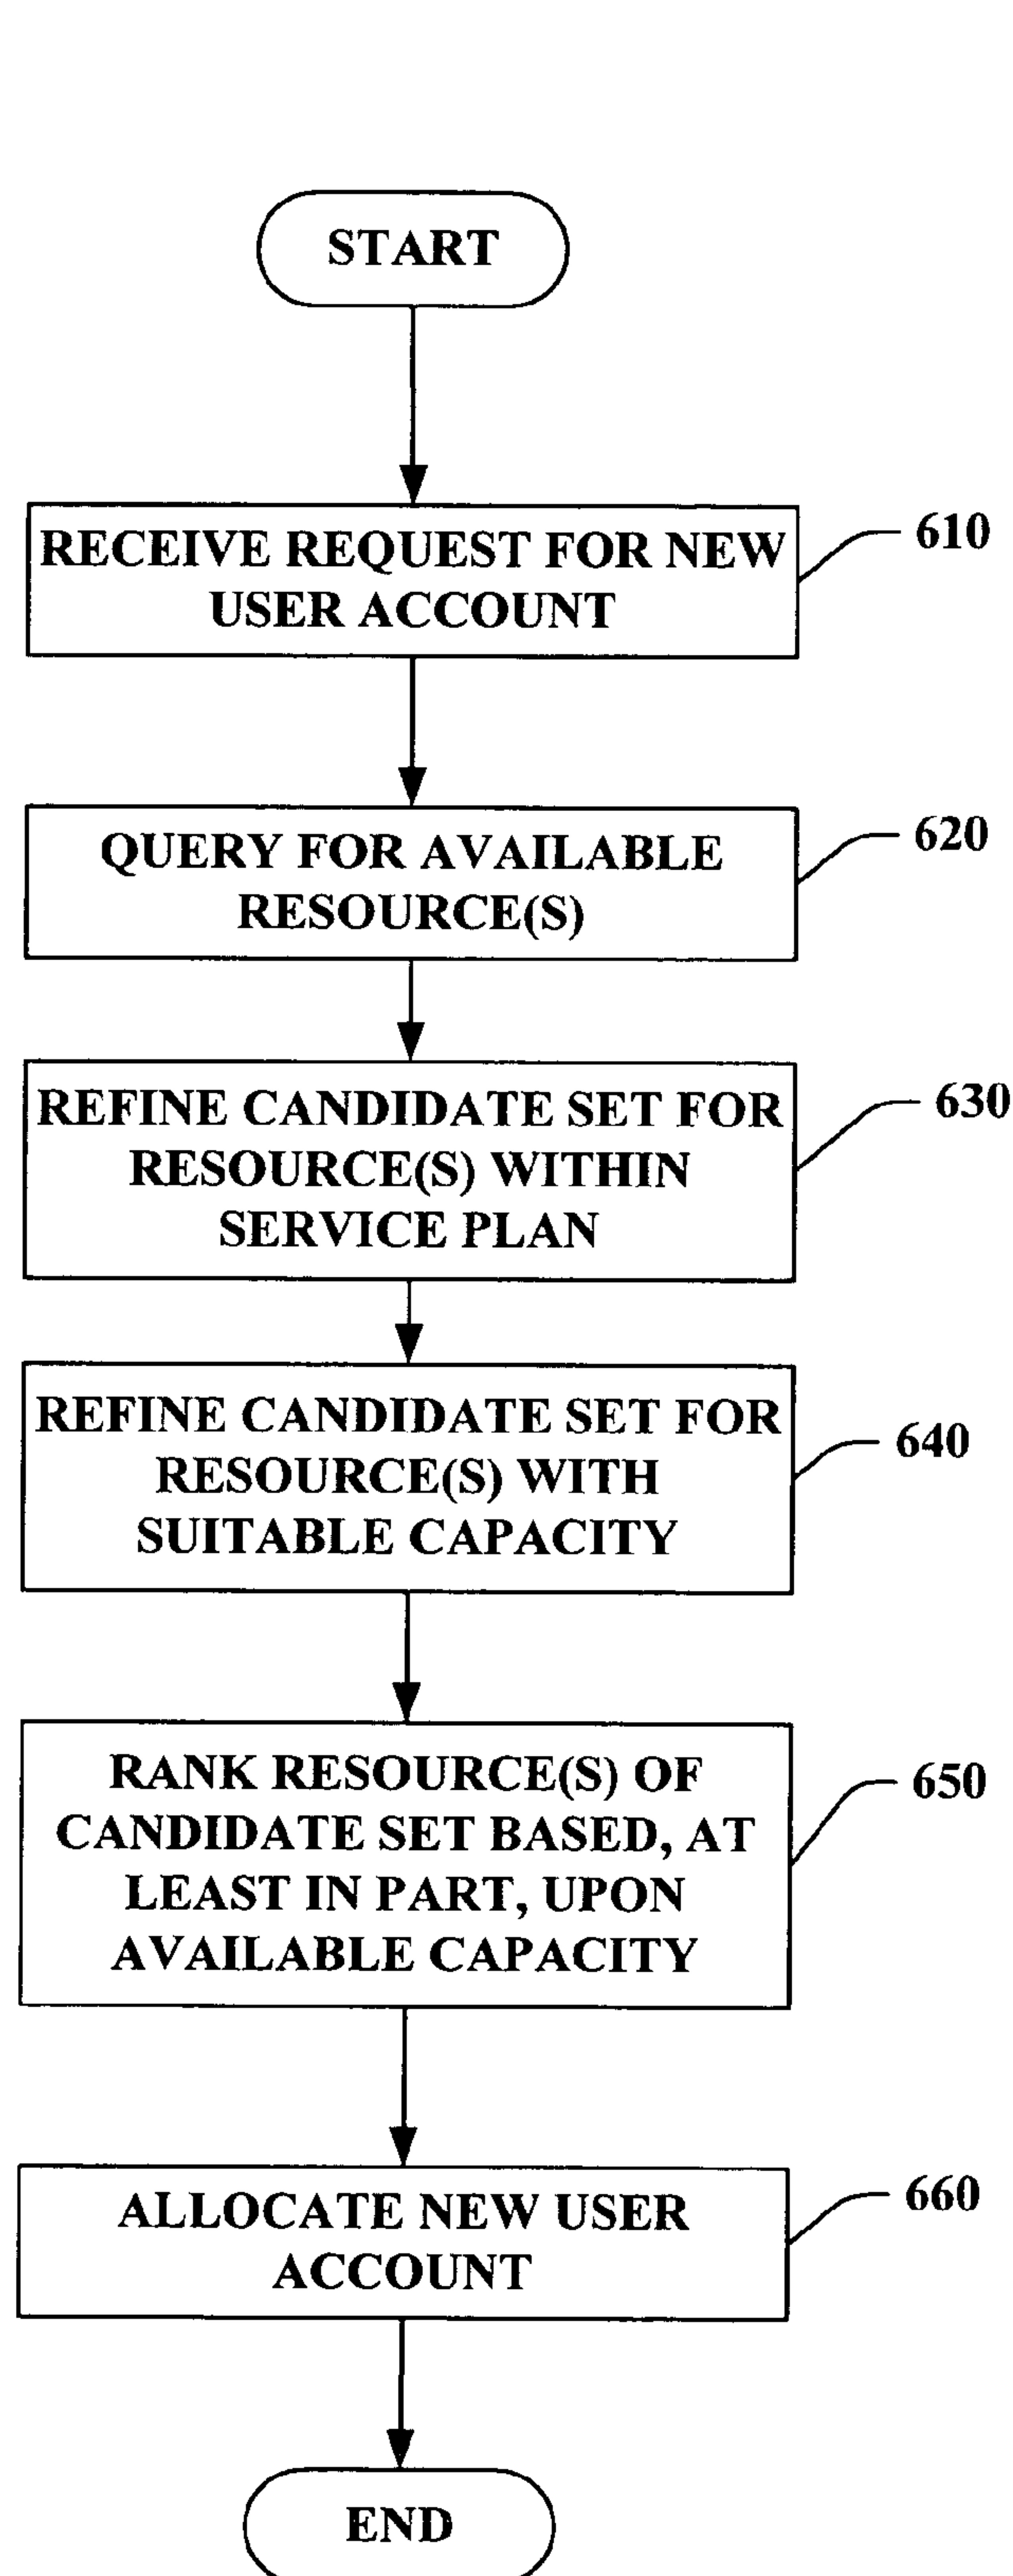 START
RECEIVE REQUEST FOR NEW
USER ACCOUNT
610
QUERY FOR AVAILABLE
RESOURCE(S)
620
REFINE CANDIDATE SET FOR
RESOURCE(S) WITHIN
SERVICE PLAN
630
REFINE CANDIDATE SET FOR
RESOURCE(S) WITH
SUITABLE CAPACITY
640
RANK RESOURCE(S) OF
CANDIDATE SET BASED, AT
LEAST IN PART, UPON
AVAILABLE CAPACITY
650
ALLOCATE NEW USER
ACCOUNT
660
END